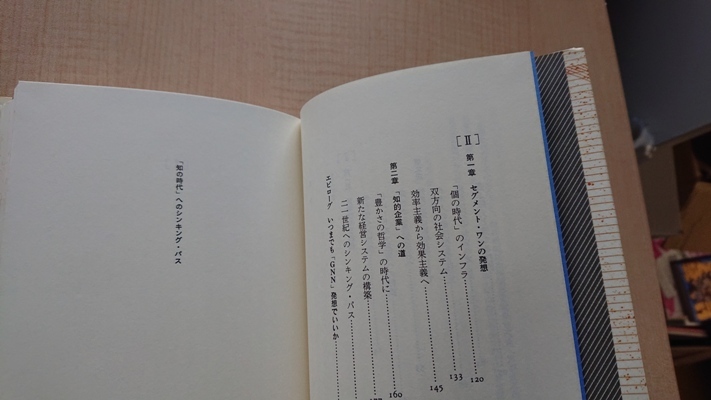 [Ⅱ]
第一章 セグメント・ワンの発想
「個の時代」のインフラ……………120
双方向の社会システム……………133
効率主義から効果主義へ……………145
第二章 「知的企業」への道
「豊かさの哲学」の時代に……………160
新たな経営システムの構築……………
二一世紀へのシンキング・パス……………
エピローグ いつまでも「GNN」発想でいいか……………
「知の時代」へのシンキング・パス